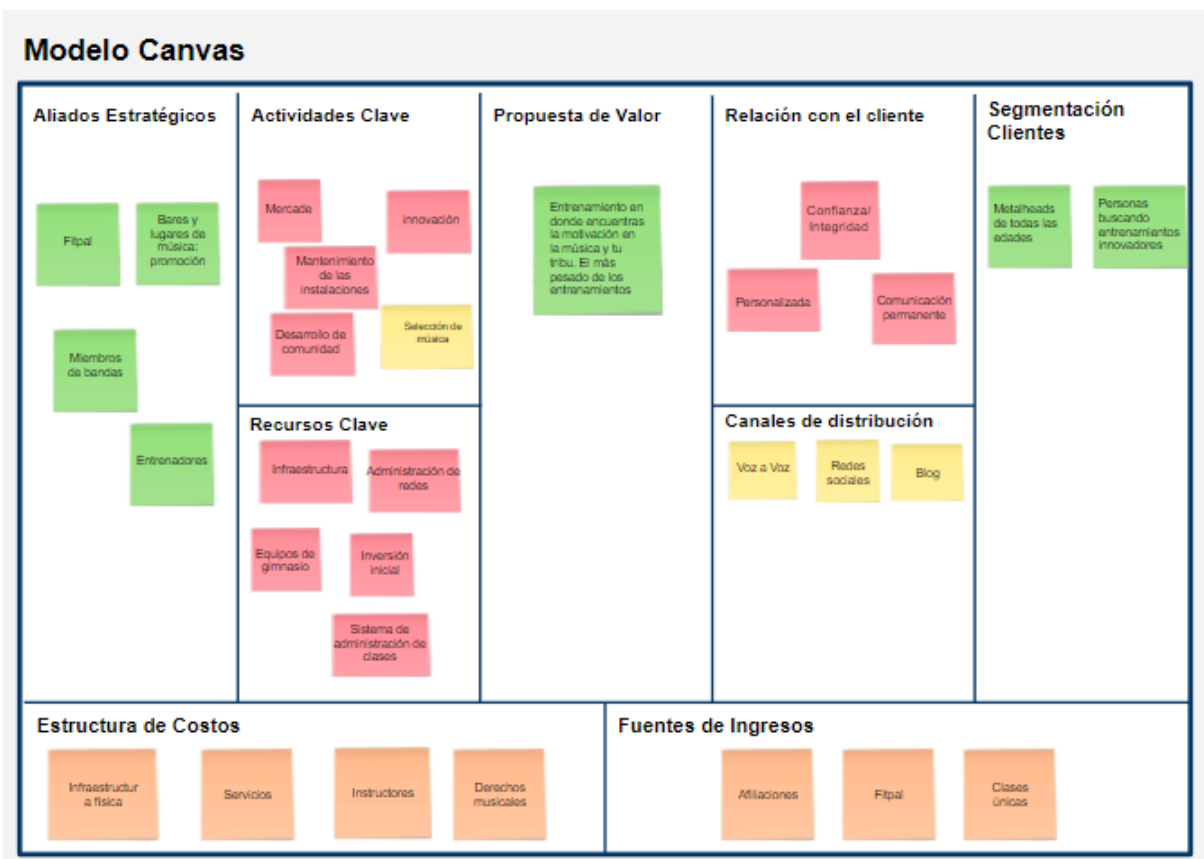 Modelo Canvas
Aliados Estratégicos
Fitpal
Bares y
lugares de
música:
promoción
Miembros
de bandas
Entrenadores
Actividades Clave
Mercade
Innovación
Mantenimiento
de las
instalaciones
Desarrollo de
comunidad
Selección de
música
Recursos Clave
Infraestructura
Administración de
redes
Equipos de
gimnasio
Inversión
inicial
Sistema de
administración de
clases
Propuesta de Valor
Entrenamiento en
donde encuentras
la motivación en
la música y tu
tribu. El más
pesado de los
entrenamientos
Relación con el cliente
Confianza/
Integridad
Personalizada
Comunicación
permanente
Canales de distribución
Voz a Voz
Redes
sociales
Blog
Segmentación
Clientes
Metalheads
de todas las
edades
Personas
buscando
entrenamientos
innovadores
Estructura de Costos
Infraestructur
a física
Servicios
Instructores
Derechos
musicales
Fuentes de Ingresos
Afiliaciones
Fitpal
Clases
únicas